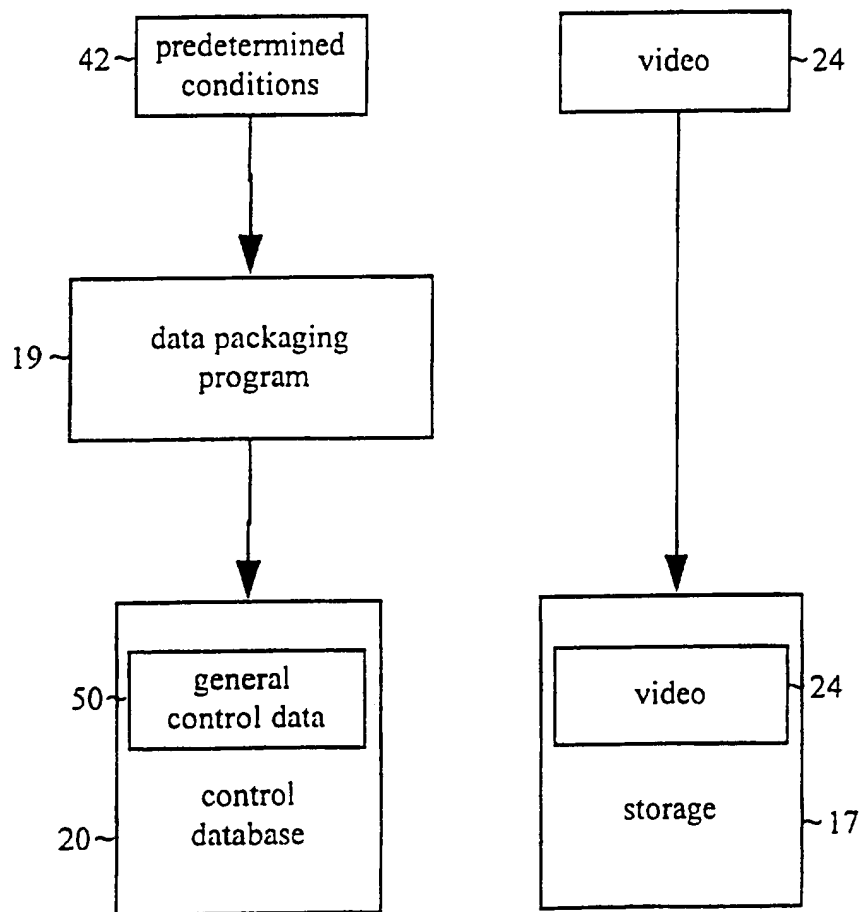 42 ~ predetermined conditions
video ~ 24
19 ~ data packaging program
50 ~ general control data
20 ~ control database
video ~ 24
storage ~ 17